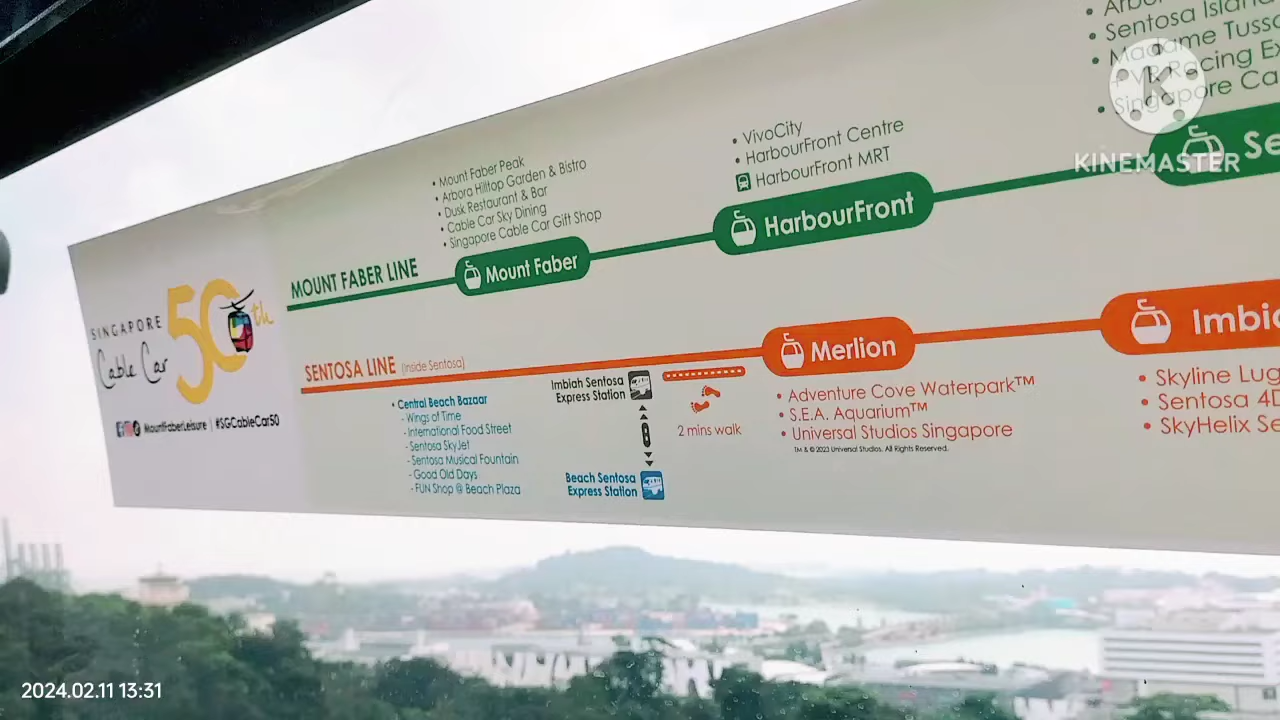 Sentosa Island
Madame
+ VR Racing
Singapore
KINEMASTER
• VivoCity
• HarbourFront Centre
HarbourFront MRT
HarbourFront
• Mount Faber Peak
• Arbora Hilltop Garden & Bistro
• Dusk Restaurant & Bar
• Cable Car Sky Dining
• Singapore Cable Car Gift Shop
MOUNT FABER LINE
Mount Faber
SINGAPORE
Cable Car
50th
MountFaberLeisure | #SGCableCar50
SENTOSA LINE (Inside Sentosa)
• Central Beach Bazaar
- Wings of Time
- International Food Street
- Sentosa SkyJet
- Sentosa Musical Fountain
- Good Old Days
- FUN Shop @ Beach Plaza
Imbiah Sentosa
Express Station
Beach Sentosa
Express Station
2 mins walk
Merlion
• Adventure Cove Waterpark™
• S.E.A. Aquarium™
• Universal Studios Singapore
TM & © 2023 Universal Studios. All Rights Reserved.
• Skyline
• Sentosa 4D
• SkyHelix
2024.02.11 13:31